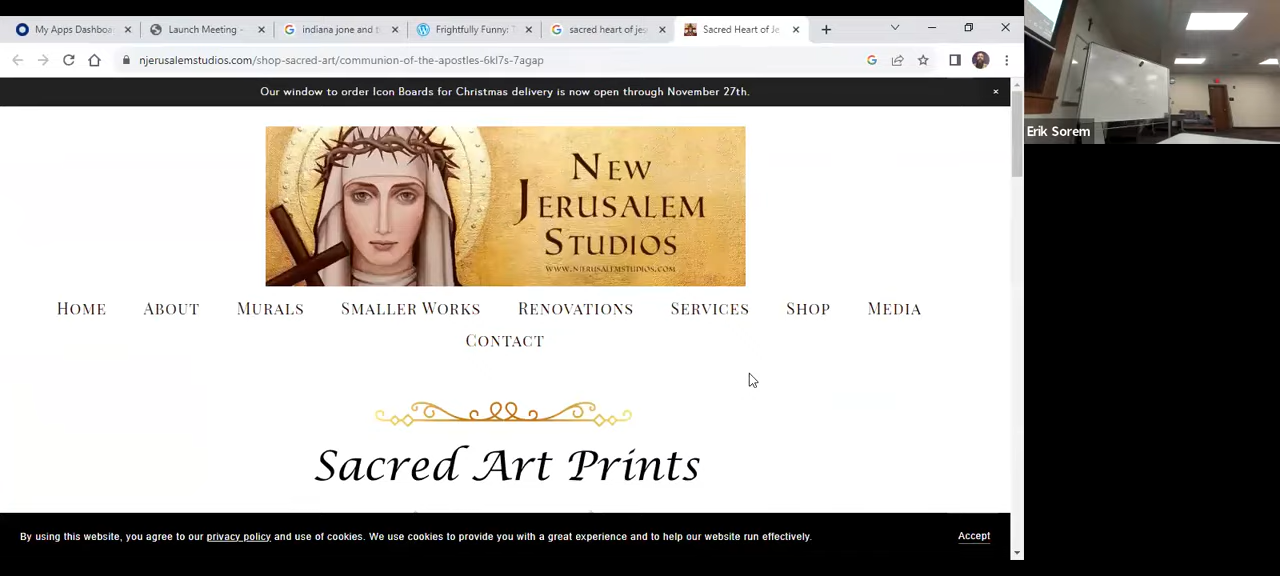 My Apps Dashboa
Launch Meeting -
indiana jone and t
Frightfully Funny: T
sacred heart of jes
Sacred Heart of Je
njerusalemstudios.com/shop-sacred-art/communion-of-the-apostles-6kl7s-7agap
Our window to order Icon Boards for Christmas delivery is now open through November 27th.
Erik Sorem
New
Jerusalem
Studios
www.njerusalemstudios.com
Home About Murals Smaller Works Renovations Services Shop Media
Contact
Sacred Art Prints
By using this website, you agree to our privacy policy and use of cookies. We use cookies to provide you with a great experience and to help our website run effectively.
Accept